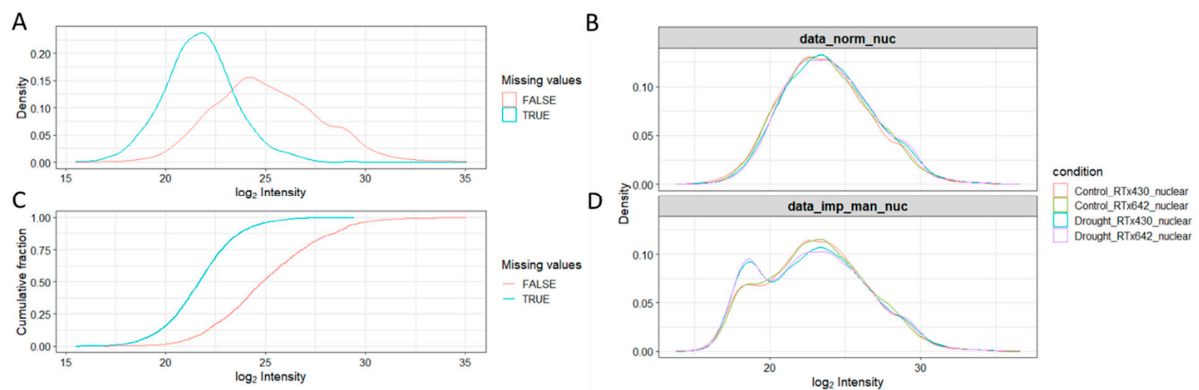 A
0.20
0.15
0.10
0.05
0.00
Density
15
20
25
30
35
log2 Intensity
Missing values
FALSE
TRUE
B
data_norm_nuc
0.10
0.05
0.00
C
1.00
0.75
0.50
0.25
0.00
Cumulative fraction
15
20
25
30
35
log2 Intensity
Missing values
FALSE
TRUE
D
data_imp_man_nuc
0.10
0.05
0.00
Density
20
30
log2 Intensity
condition
Control_RTx430_nuclear
Control_RTx642_nuclear
Drought_RTx430_nuclear
Drought_RTx642_nuclear